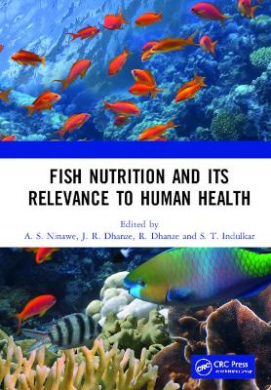 FISH NUTRITION AND ITS
RELEVANCE TO HUMAN HEALTH
Edited by
A. S. Ninawe, J. R. Dhanze, R. Dhanze and S. T. Indulkar
CRC Press